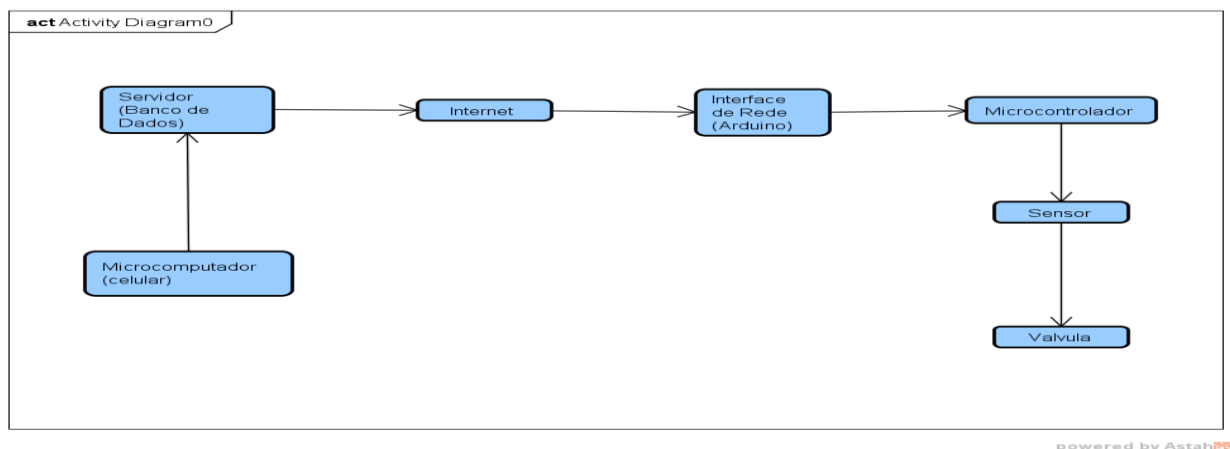 act Activity Diagram0
Servidor
(Banco de
Dados)
Internet
Interface
de Rede
(Arduino)
Microcontrolador
Sensor
Microcomputador
(celular)
Valvula
powered by Astah